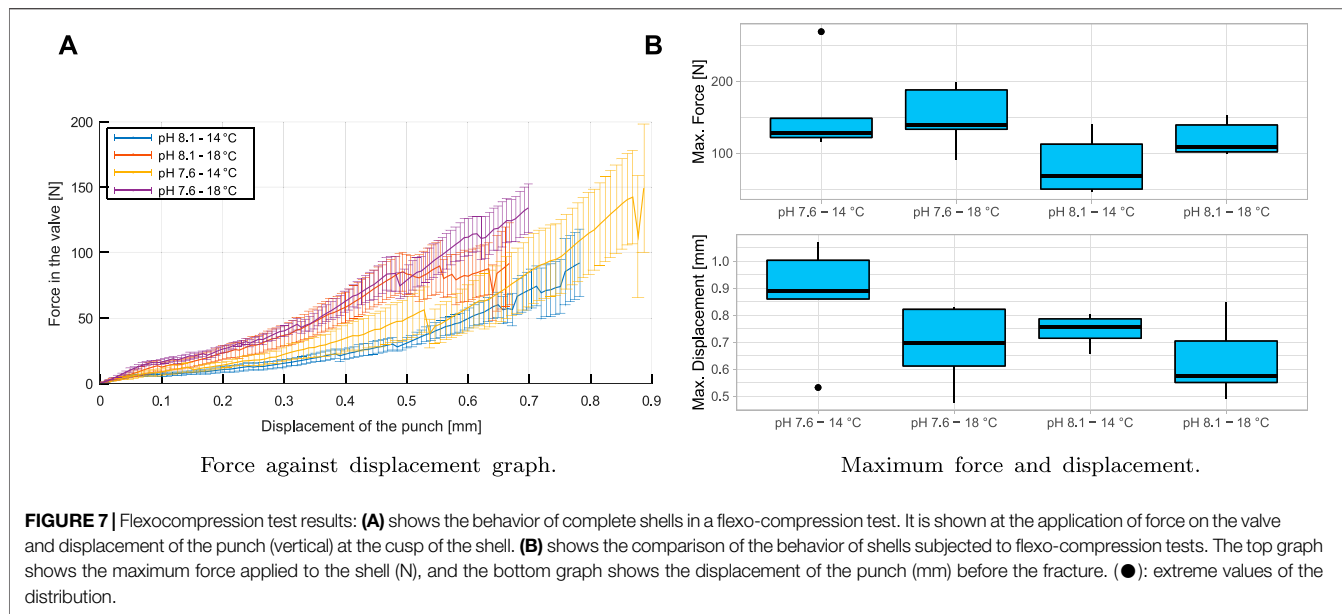 A
200
150
100
50
0
Force in the valve [N]
pH 8.1 - 14 °C
pH 8.1 - 18 °C
pH 7.6 - 14 °C
pH 7.6 - 18 °C
0 0.1 0.2 0.3 0.4 0.5 0.6 0.7 0.8 0.9
Displacement of the punch [mm]
Force against displacement graph.
B
Max. Force [N]
200
100
pH 7.6 – 14 °C pH 7.6 – 18 °C pH 8.1 – 14 °C pH 8.1 – 18 °C
Max. Displacement [mm]
1.0
0.9
0.8
0.7
0.6
0.5
pH 7.6 – 14 °C pH 7.6 – 18 °C pH 8.1 – 14 °C pH 8.1 – 18 °C
Maximum force and displacement.
FIGURE 7 | Flexocompression test results: (A) shows the behavior of complete shells in a flexo-compression test. It is shown at the application of force on the valve
and displacement of the punch (vertical) at the cusp of the shell. (B) shows the comparison of the behavior of shells subjected to flexo-compression tests. The top graph
shows the maximum force applied to the shell (N), and the bottom graph shows the displacement of the punch (mm) before the fracture. (●): extreme values of the
distribution.